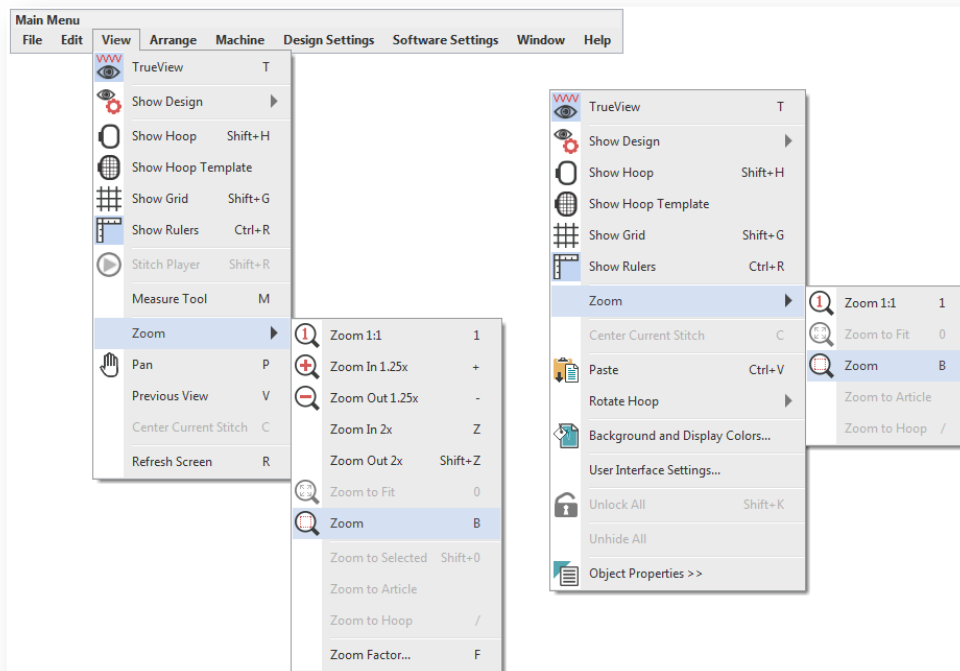 Main Menu
File Edit View Arrange Machine Design Settings Software Settings Window Help
TrueView T
Show Design
Show Hoop Shift+H
Show Hoop Template
Show Grid Shift+G
Show Rulers Ctrl+R
Stitch Player Shift+R
Measure Tool M
Zoom
Pan P
Previous View V
Center Current Stitch C
Refresh Screen R
1 Zoom 1:1 1
Zoom In 1.25x +
Zoom Out 1.25x -
Zoom In 2x Z
Zoom Out 2x Shift+Z
Zoom to Fit 0
Zoom B
Zoom to Selected Shift+0
Zoom to Article
Zoom to Hoop /
Zoom Factor... F
TrueView T
Show Design
Show Hoop Shift+H
Show Hoop Template
Show Grid Shift+G
Show Rulers Ctrl+R
Zoom
Center Current Stitch C
Paste Ctrl+V
Rotate Hoop
Background and Display Colors...
User Interface Settings...
Unlock All Shift+K
Unhide All
Object Properties >>
1 Zoom 1:1 1
Zoom to Fit 0
Zoom B
Zoom to Article
Zoom to Hoop /